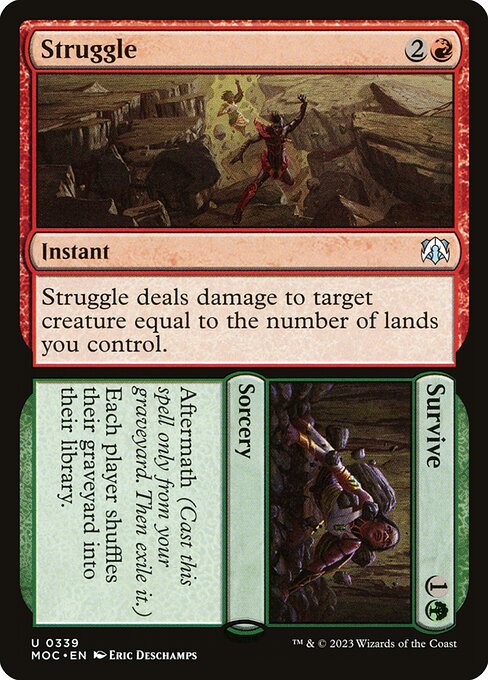 Struggle 2
Instant
Struggle deals damage to target
creature equal to the number of lands
you control.
Survive 1
Sorcery
Aftermath (Cast this
spell only from your
graveyard. Then exile it.)
Each player shuffles
their graveyard into
their library.
U 0339
MOC • EN Eric Deschamps
™ & © 2023 Wizards of the Coast